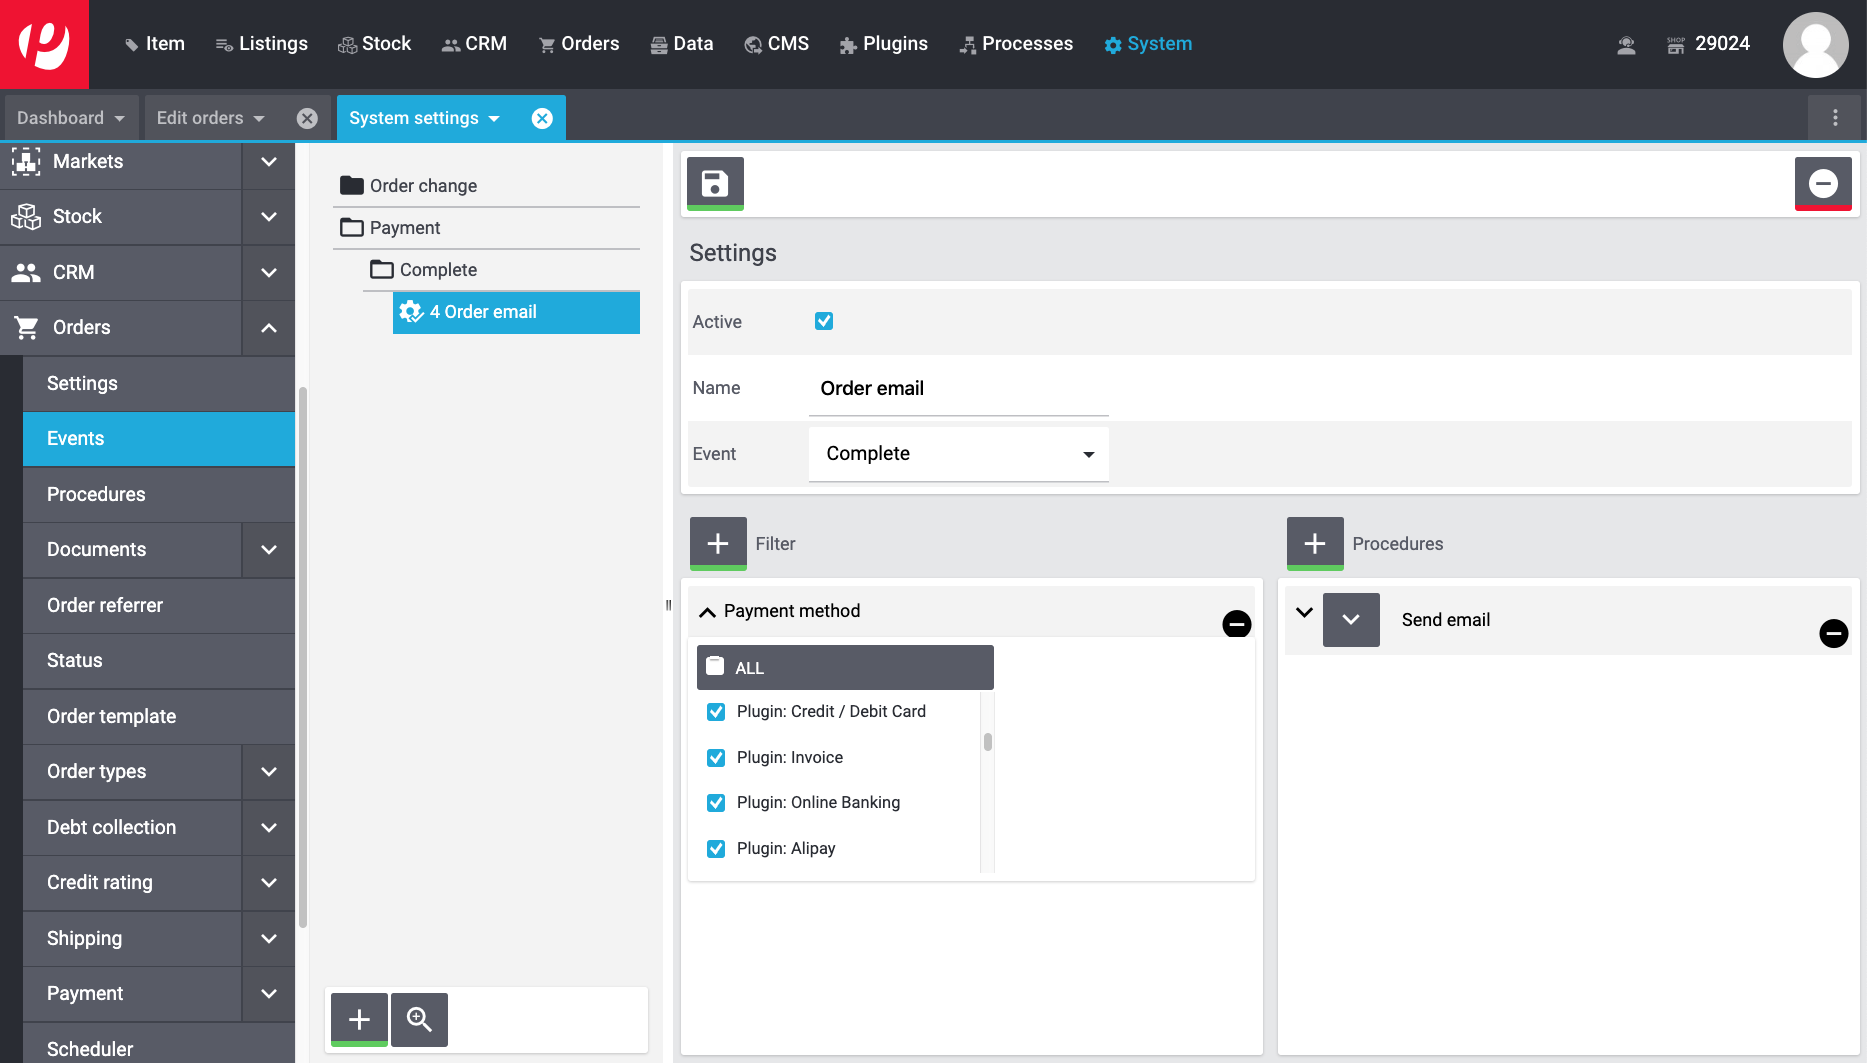 Item
Listings
Stock
CRM
Orders
Data
CMS
Plugins
Processes
System
SHOP
29024
Dashboard
Edit orders
System settings
Markets
Stock
CRM
Orders
Settings
Events
Procedures
Documents
Order referrer
Status
Order template
Order types
Debt collection
Credit rating
Shipping
Payment
Scheduler
Order change
Payment
Complete
4 Order email
Settings
Active
Name
Order email
Event
Complete
Filter
Payment method
ALL
Plugin: Credit / Debit Card
Plugin: Invoice
Plugin: Online Banking
Plugin: Alipay
Procedures
Send email